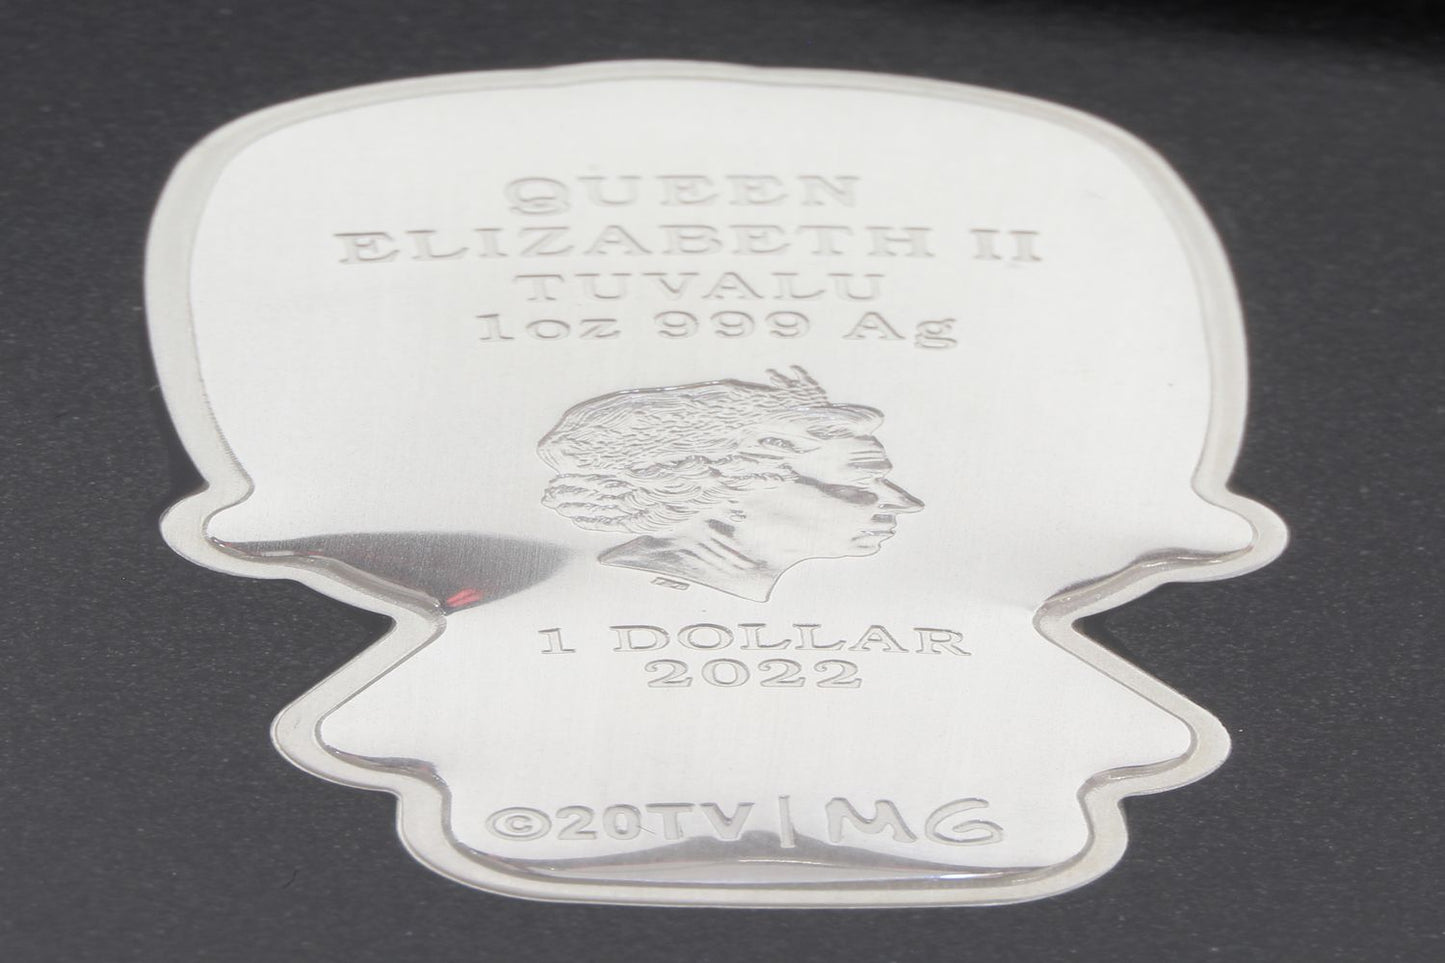 QUEEN
ELIZABETH II
TUVALU
1oz 999 Ag
1 DOLLAR
2022
©20TV | MG